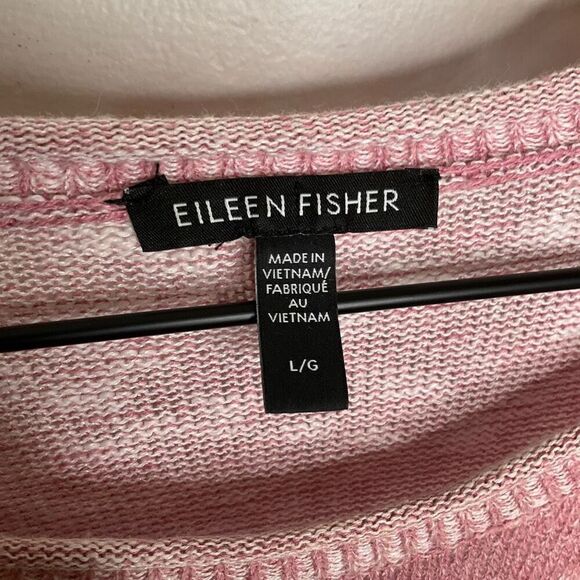 EILEEN FISHER
MADE IN
VIETNAM/
FABRIQUÉ
AU
VIETNAM
L/G